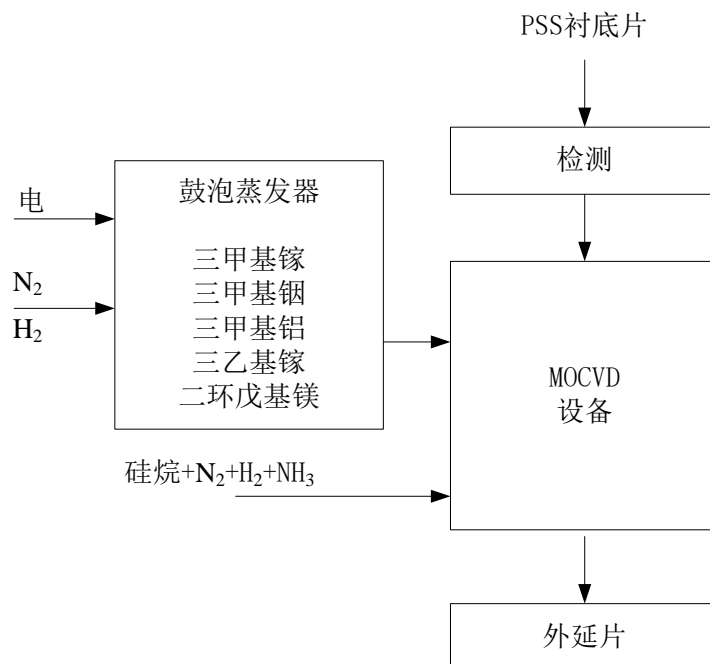 PSS衬底片
检测
鼓泡蒸发器
电
三甲基镓
N₂
三甲基铟
H₂
三甲基铝
三乙基镓
二环戊基镁
MOCVD
设备
硅烷+N₂+H₂+NH₃
外延片